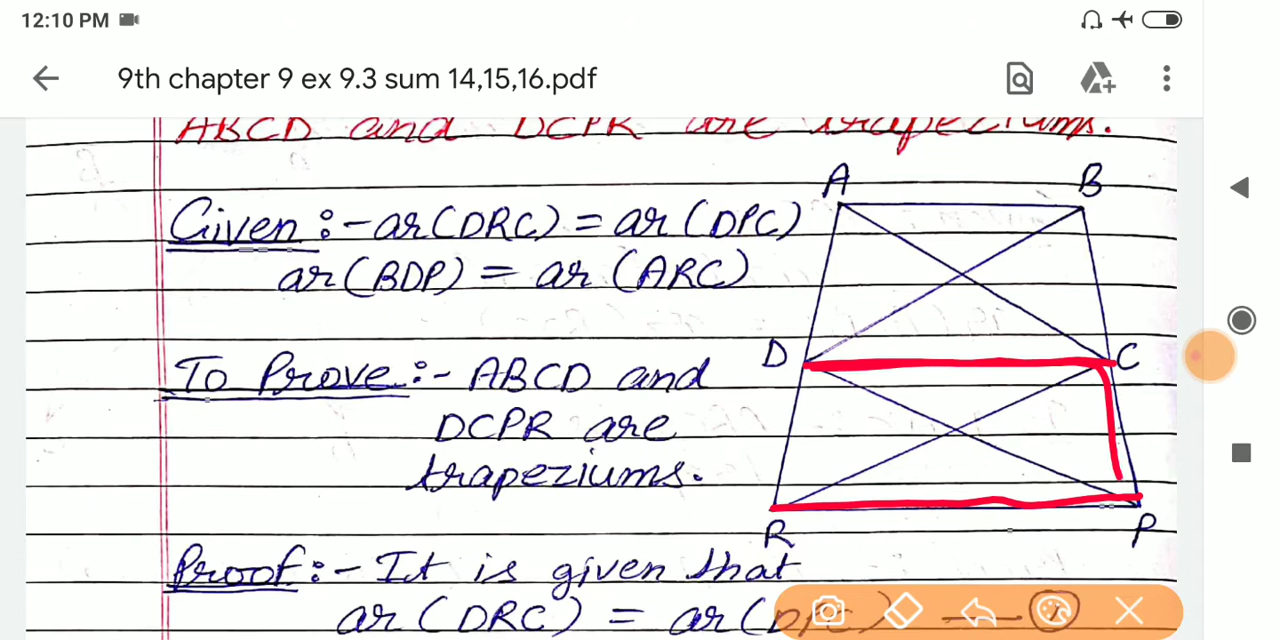 12:10 PM
9th chapter 9 ex 9.3 sum 14,15,16.pdf
ABCD and DCPR are trapeziums.
Given :- ar(DRC) = ar(DPC)
ar(BDP) = ar(ARC)
To Prove :- ABCD and
DCPR are
trapeziums.
Proof :- It is given that
ar(DRC) = ar(DPC) — 1
A
B
D
C
R
P